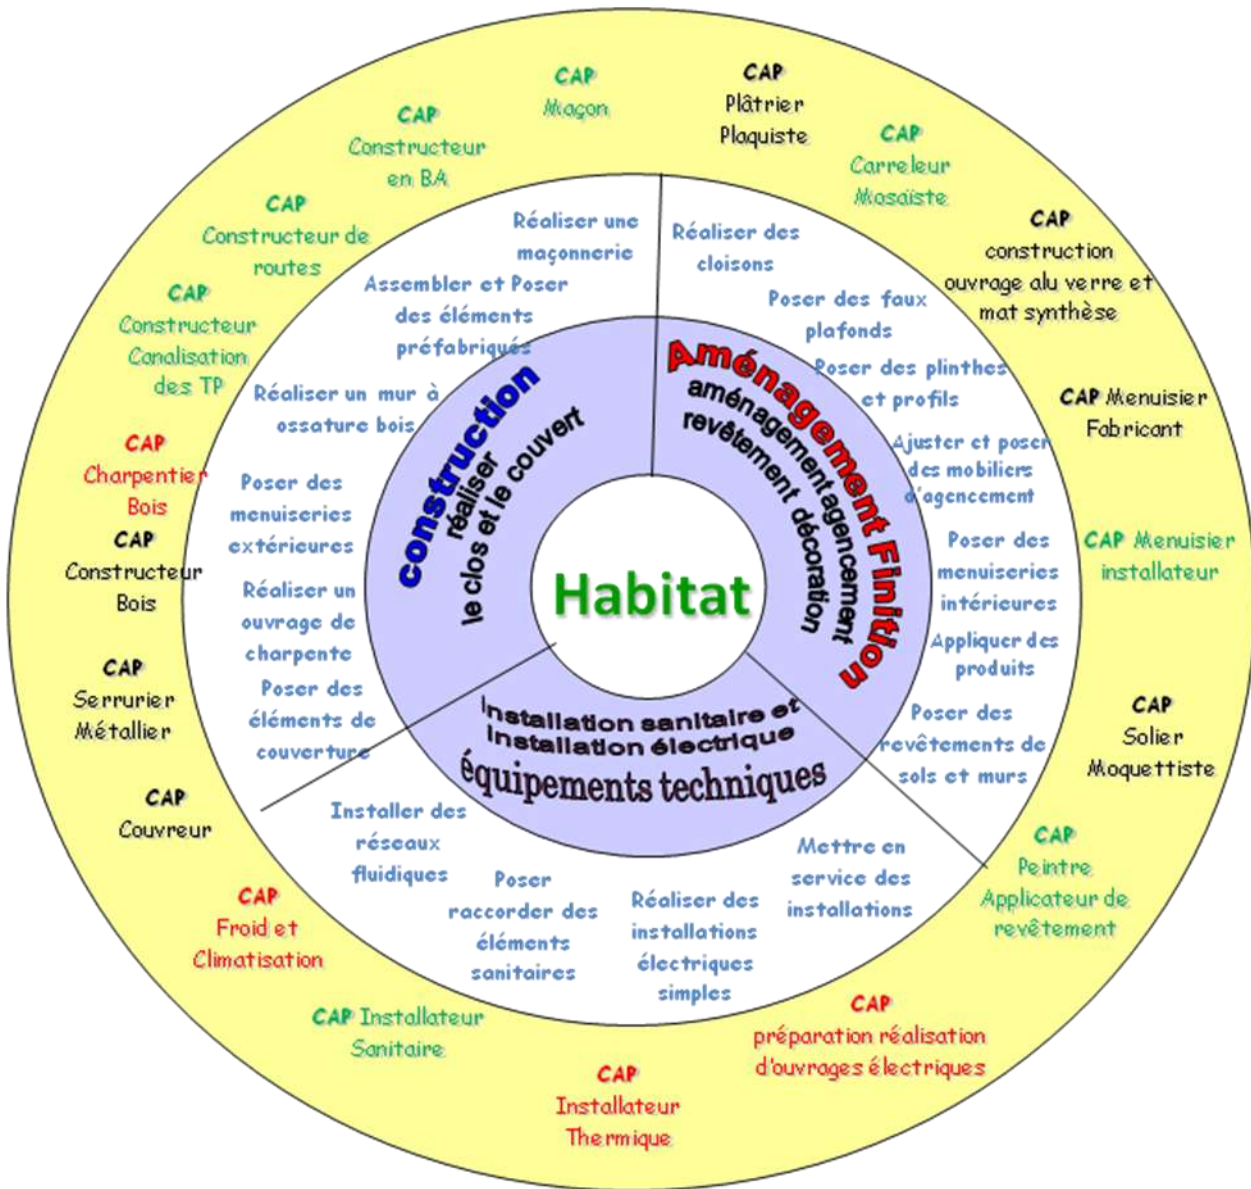 CAP
Maçon
CAP
Plâtrier
Plaquiste
CAP
Carreleur
Mosaïste
CAP
construction
ouvrage alu verre et
mat synthèse
CAP Menuisier
Fabricant
CAP Menuisier
installateur
CAP
Solier
Moquettiste
CAP
Peintre
Applicateur de
revêtement
CAP
préparation réalisation
d'ouvrages électriques
CAP
Installateur
Thermique
CAP Installateur
Sanitaire
CAP
Froid et
Climatisation
CAP
Couvreur
CAP
Serrurier
Métallier
CAP
Constructeur
Bois
CAP
Charpentier
Bois
CAP
Constructeur
Canalisation
des TP
CAP
Constructeur de
routes
CAP
Constructeur
en BA
Réaliser une
maçonnerie
Assembler et Poser
des éléments
préfabriqués
Réaliser un mur à
ossature bois
Poser des
menuiseries
extérieures
Réaliser un
ouvrage de
charpente
Poser des
éléments de
couverture
Réaliser des
cloisons
Poser des faux
plafonds
Poser des plinthes
et profils
Ajuster et poser
des mobiliers
d'agencement
Poser des
menuiseries
intérieures
Appliquer des
produits
Poser des
revêtements de
sols et murs
Installer des
réseaux
fluidiques
Poser
raccorder des
éléments
sanitaires
Réaliser des
installations
électriques
simples
Mettre en
service des
installations
construction
réaliser
le clos et le couvert
Aménagement Finition
aménagement agencement
revêtement décoration
Installation sanitaire et
Installation électrique
équipements techniques
Habitat